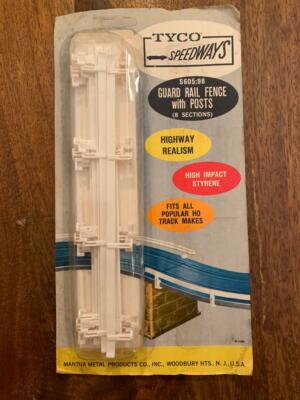 TYCO
SPEEDWAYS
S605:98
GUARD RAIL FENCE
with POSTS
(8 SECTIONS)
HIGHWAY
REALISM
HIGH IMPACT
STYRENE
FITS ALL
POPULAR HO
TRACK MAKES
MANTUA METAL PRODUCTS CO., INC., WOODBURY HTS., N. J., U.S.A.